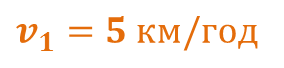 v₁ = 5 км/год